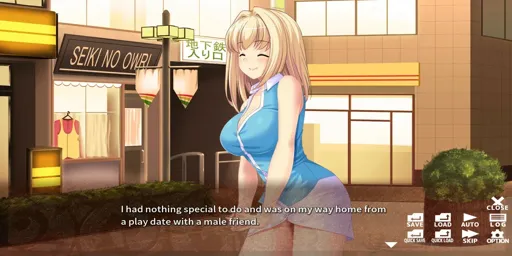 SEIKI NO OWRI
地下鉄
入り口
I had nothing special to do and was on my way home from
a play date with a male friend.
CLOSE
SAVE LOAD AUTO LOG
QUICK SAVE QUICK LOAD SKIP OPTION